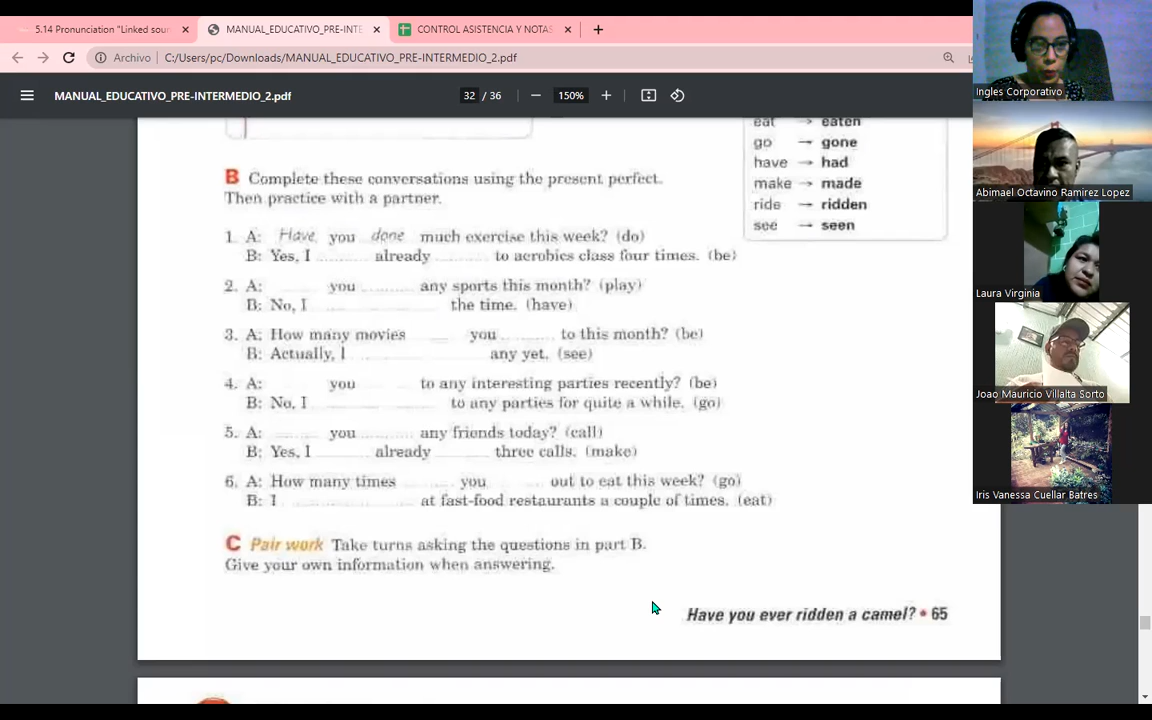 5.14 Pronunciation "Linked soun
MANUAL_EDUCATIVO_PRE-INTE
CONTROL ASISTENCIA Y NOTAS
Archivo C:/Users/pc/Downloads/MANUAL_EDUCATIVO_PRE-INTERMEDIO_2.pdf
MANUAL_EDUCATIVO_PRE-INTERMEDIO_2.pdf
32 / 36
150%
eat → eaten
go → gone
have → had
make → made
ride → ridden
see → seen
B Complete these conversations using the present perfect.
Then practice with a partner.
1. A: Have you done much exercise this week? (do)
B: Yes, I ........ already ........ to aerobics class four times. (be)
2. A: ........ you ........ any sports this month? (play)
B: No, I ........ the time. (have)
3. A: How many movies ........ you ........ to this month? (be)
B: Actually, I ........ any yet. (see)
4. A: ........ you ........ to any interesting parties recently? (be)
B: No, I ........ to any parties for quite a while. (go)
5. A: ........ you ........ any friends today? (call)
B: Yes, I ........ already ........ three calls. (make)
6. A: How many times ........ you ........ out to eat this week? (go)
B: I ........ at fast-food restaurants a couple of times. (eat)
C Pair work Take turns asking the questions in part B.
Give your own information when answering.
Have you ever ridden a camel? • 65
Ingles Corporativo
Abimael Octavino Ramirez Lopez
Laura Virginia
Joao Mauricio Villalta Sorto
Iris Vanessa Cuellar Batres